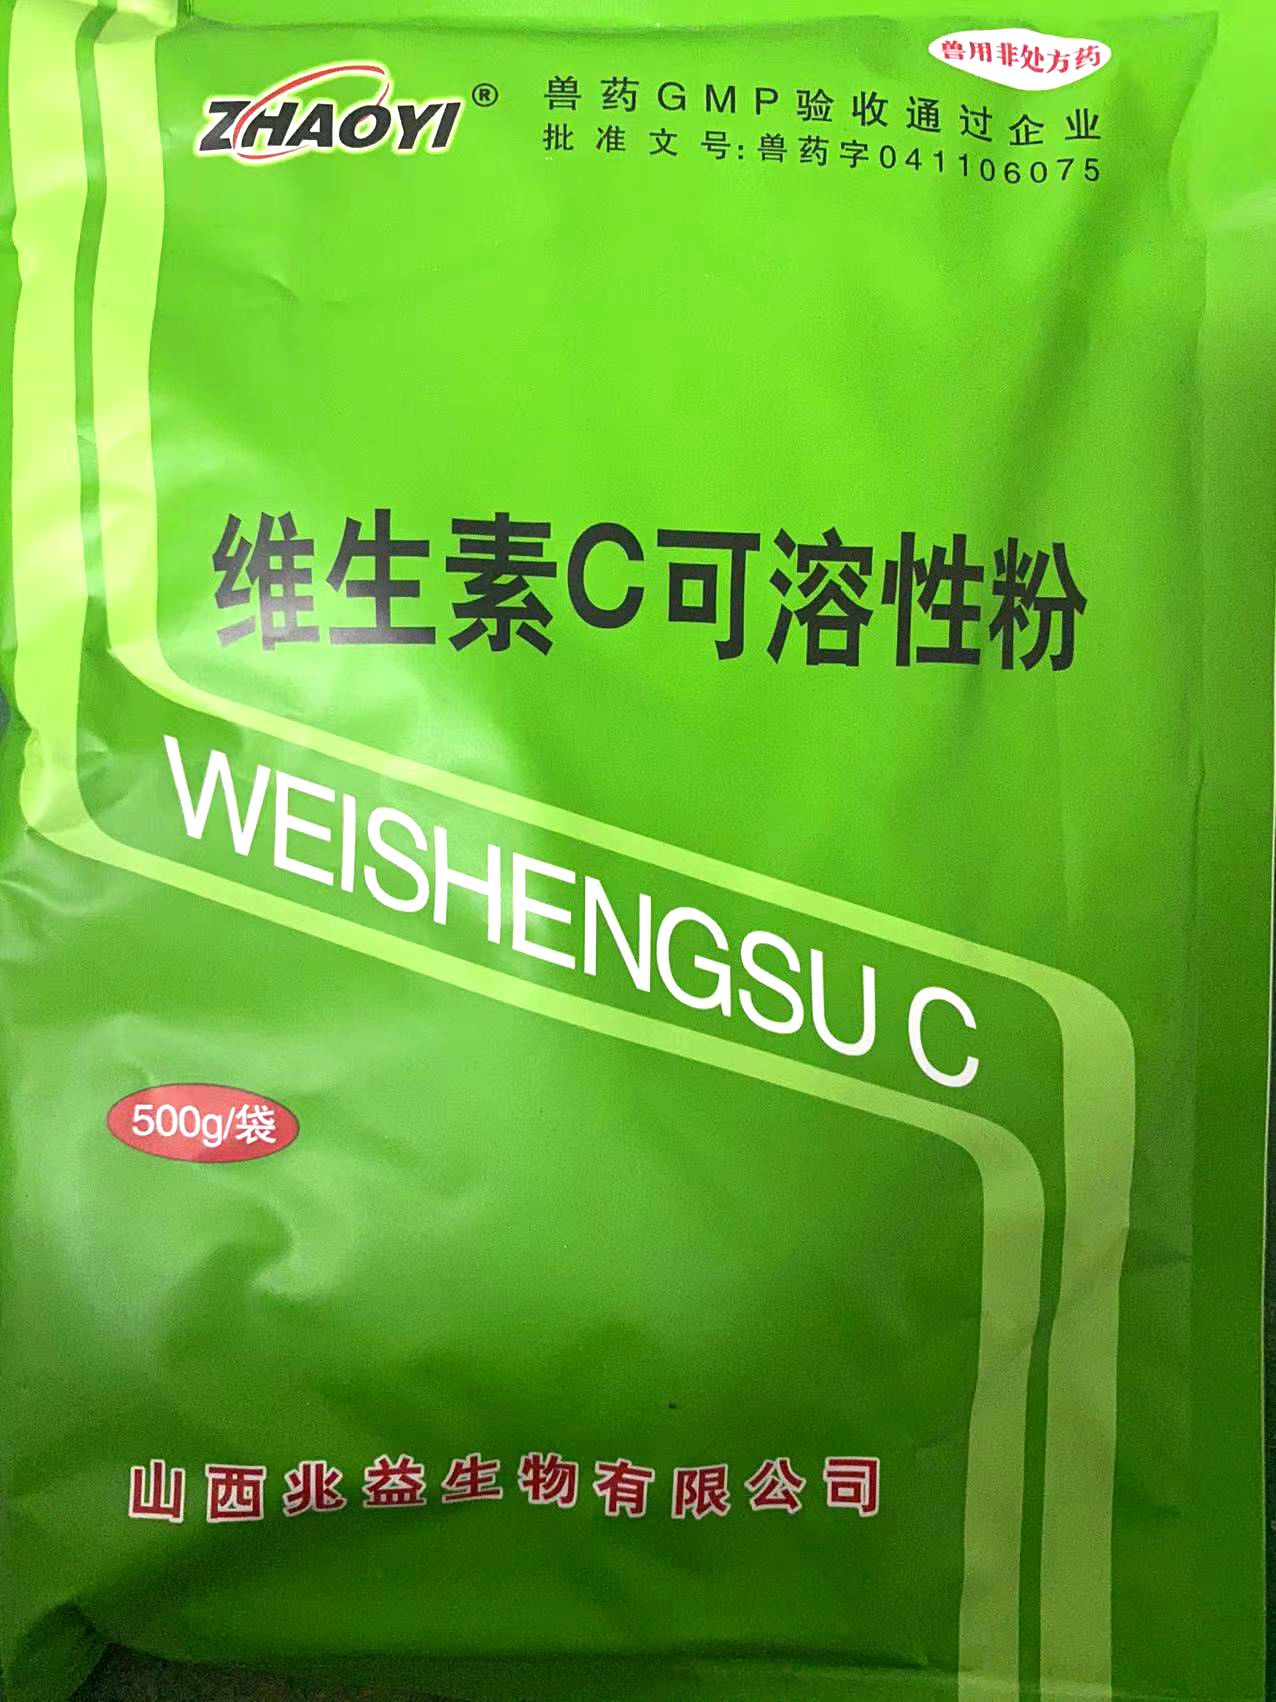 兽用非处方药
ZHAOYI®
兽药GMP验收通过企业
批准文号:兽药字041106075
维生素C可溶性粉
WEISHENGSU C
500g/袋
山西兆益生物有限公司